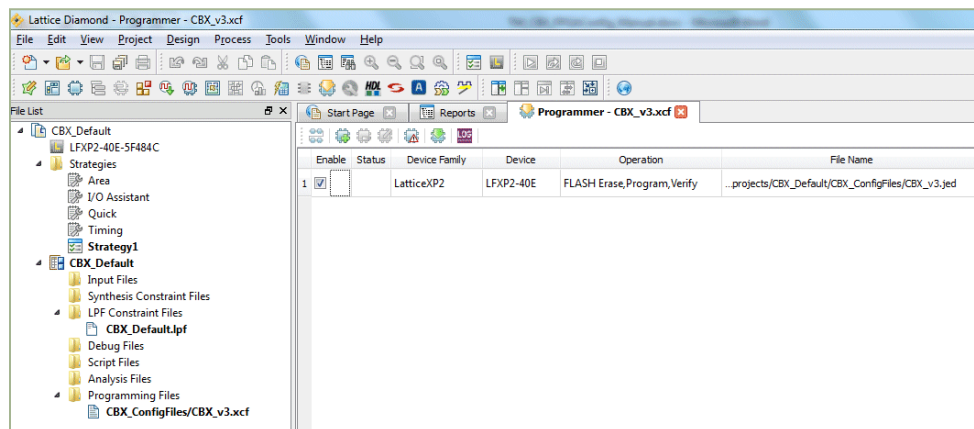 Lattice Diamond - Programmer - CBX_v3.xcf
File Edit View Project Design Process Tools Window Help
HDL A
File List
Start Page Reports Programmer - CBX_v3.xcf
LOG
CBX_Default
LFXP2-40E-5F484C
Strategies
Area
I/O Assistant
Quick
Timing
Strategy1
CBX_Default
Input Files
Synthesis Constraint Files
LPF Constraint Files
CBX_Default.lpf
Debug Files
Script Files
Analysis Files
Programming Files
CBX_ConfigFiles/CBX_v3.xcf
Enable Status Device Family Device Operation File Name
1 LatticeXP2 LFXP2-40E FLASH Erase,Program,Verify ...projects/CBX_Default/CBX_ConfigFiles/CBX_v3.jed